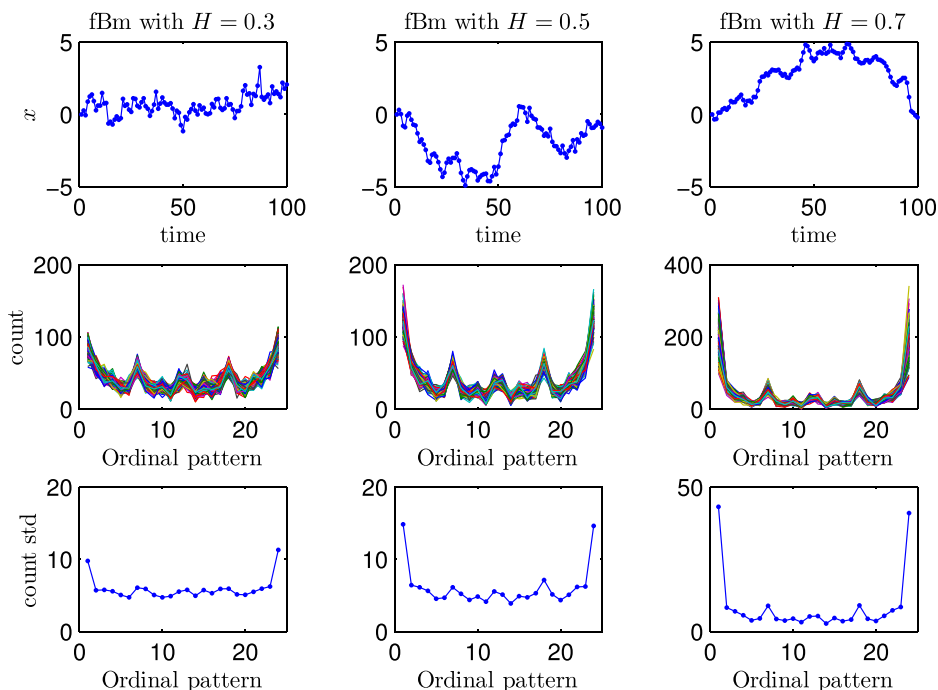 fBm with H = 0.3
fBm with H = 0.5
fBm with H = 0.7
x
5
0
−5
0 50 100
time
5
0
−5
0 50 100
time
5
0
−5
0 50 100
time
count
200
100
0
0 10 20
Ordinal pattern
200
100
0
0 10 20
Ordinal pattern
400
200
0
0 10 20
Ordinal pattern
count std
20
10
0
0 10 20
Ordinal pattern
20
10
0
0 10 20
Ordinal pattern
50
0
0 10 20
Ordinal pattern